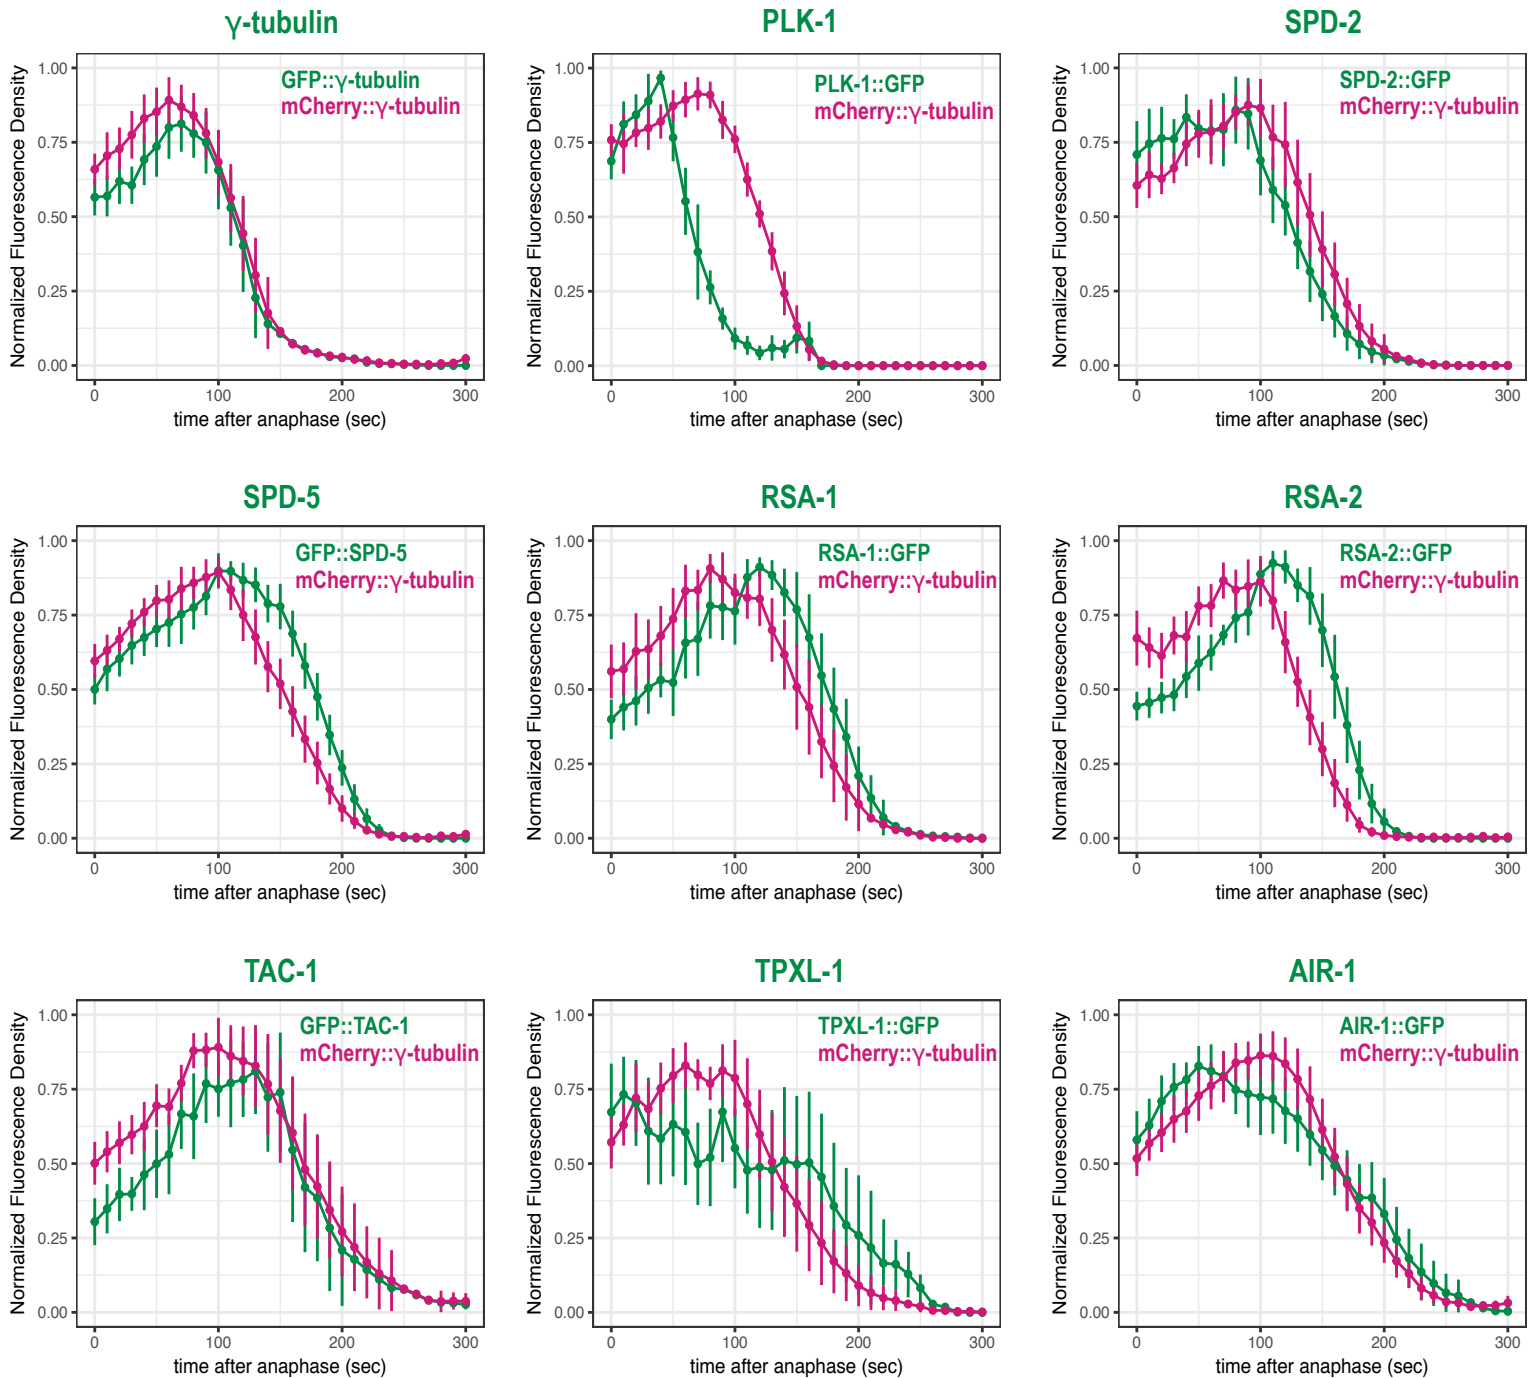 γ-tubulin
PLK-1
SPD-2
Normalized Fluorescence Density
1.00
0.75
0.50
0.25
0.00
GFP::γ-tubulin
mCherry::γ-tubulin
0
100
200
300
time after anaphase (sec)
Normalized Fluorescence Density
1.00
0.75
0.50
0.25
0.00
PLK-1::GFP
mCherry::γ-tubulin
0
100
200
300
time after anaphase (sec)
Normalized Fluorescence Density
1.00
0.75
0.50
0.25
0.00
SPD-2::GFP
mCherry::γ-tubulin
0
100
200
300
time after anaphase (sec)
SPD-5
RSA-1
RSA-2
Normalized Fluorescence Density
1.00
0.75
0.50
0.25
0.00
GFP::SPD-5
mCherry::γ-tubulin
0
100
200
300
time after anaphase (sec)
Normalized Fluorescence Density
1.00
0.75
0.50
0.25
0.00
RSA-1::GFP
mCherry::γ-tubulin
0
100
200
300
time after anaphase (sec)
Normalized Fluorescence Density
1.00
0.75
0.50
0.25
0.00
RSA-2::GFP
mCherry::γ-tubulin
0
100
200
300
time after anaphase (sec)
TAC-1
TPXL-1
AIR-1
Normalized Fluorescence Density
1.00
0.75
0.50
0.25
0.00
GFP::TAC-1
mCherry::γ-tubulin
0
100
200
300
time after anaphase (sec)
Normalized Fluorescence Density
1.00
0.75
0.50
0.25
0.00
TPXL-1::GFP
mCherry::γ-tubulin
0
100
200
300
time after anaphase (sec)
Normalized Fluorescence Density
1.00
0.75
0.50
0.25
0.00
AIR-1::GFP
mCherry::γ-tubulin
0
100
200
300
time after anaphase (sec)